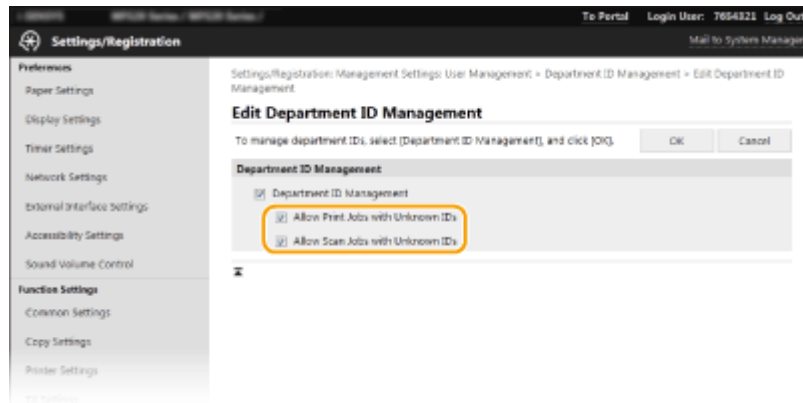 To Portal Login User: 7654321 Log Out
Settings/Registration
Mail to System Manager
Preferences
Paper Settings
Display Settings
Timer Settings
Network Settings
External Interface Settings
Accessibility Settings
Sound Volume Control
Function Settings
Common Settings
Copy Settings
Printer Settings
Settings/Registration: Management Settings: User Management > Department ID Management > Edit Department ID
Management
Edit Department ID Management
To manage department IDs, select [Department ID Management], and click [OK].
OK
Cancel
Department ID Management
Department ID Management
Allow Print Jobs with Unknown IDs
Allow Scan Jobs with Unknown IDs